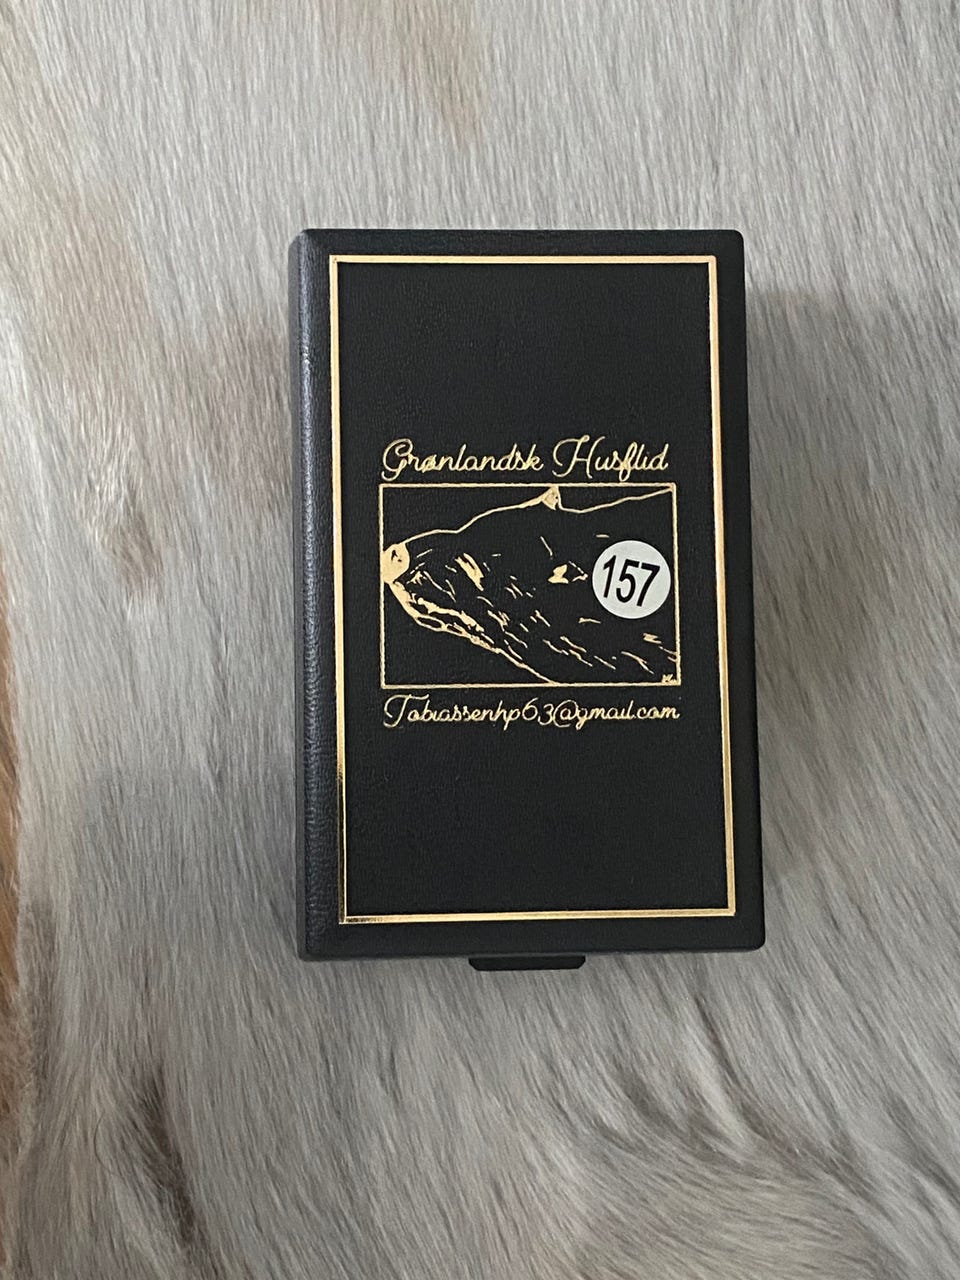 Grønlandsk Husflid
157
Tobiassenhp63@gmail.com